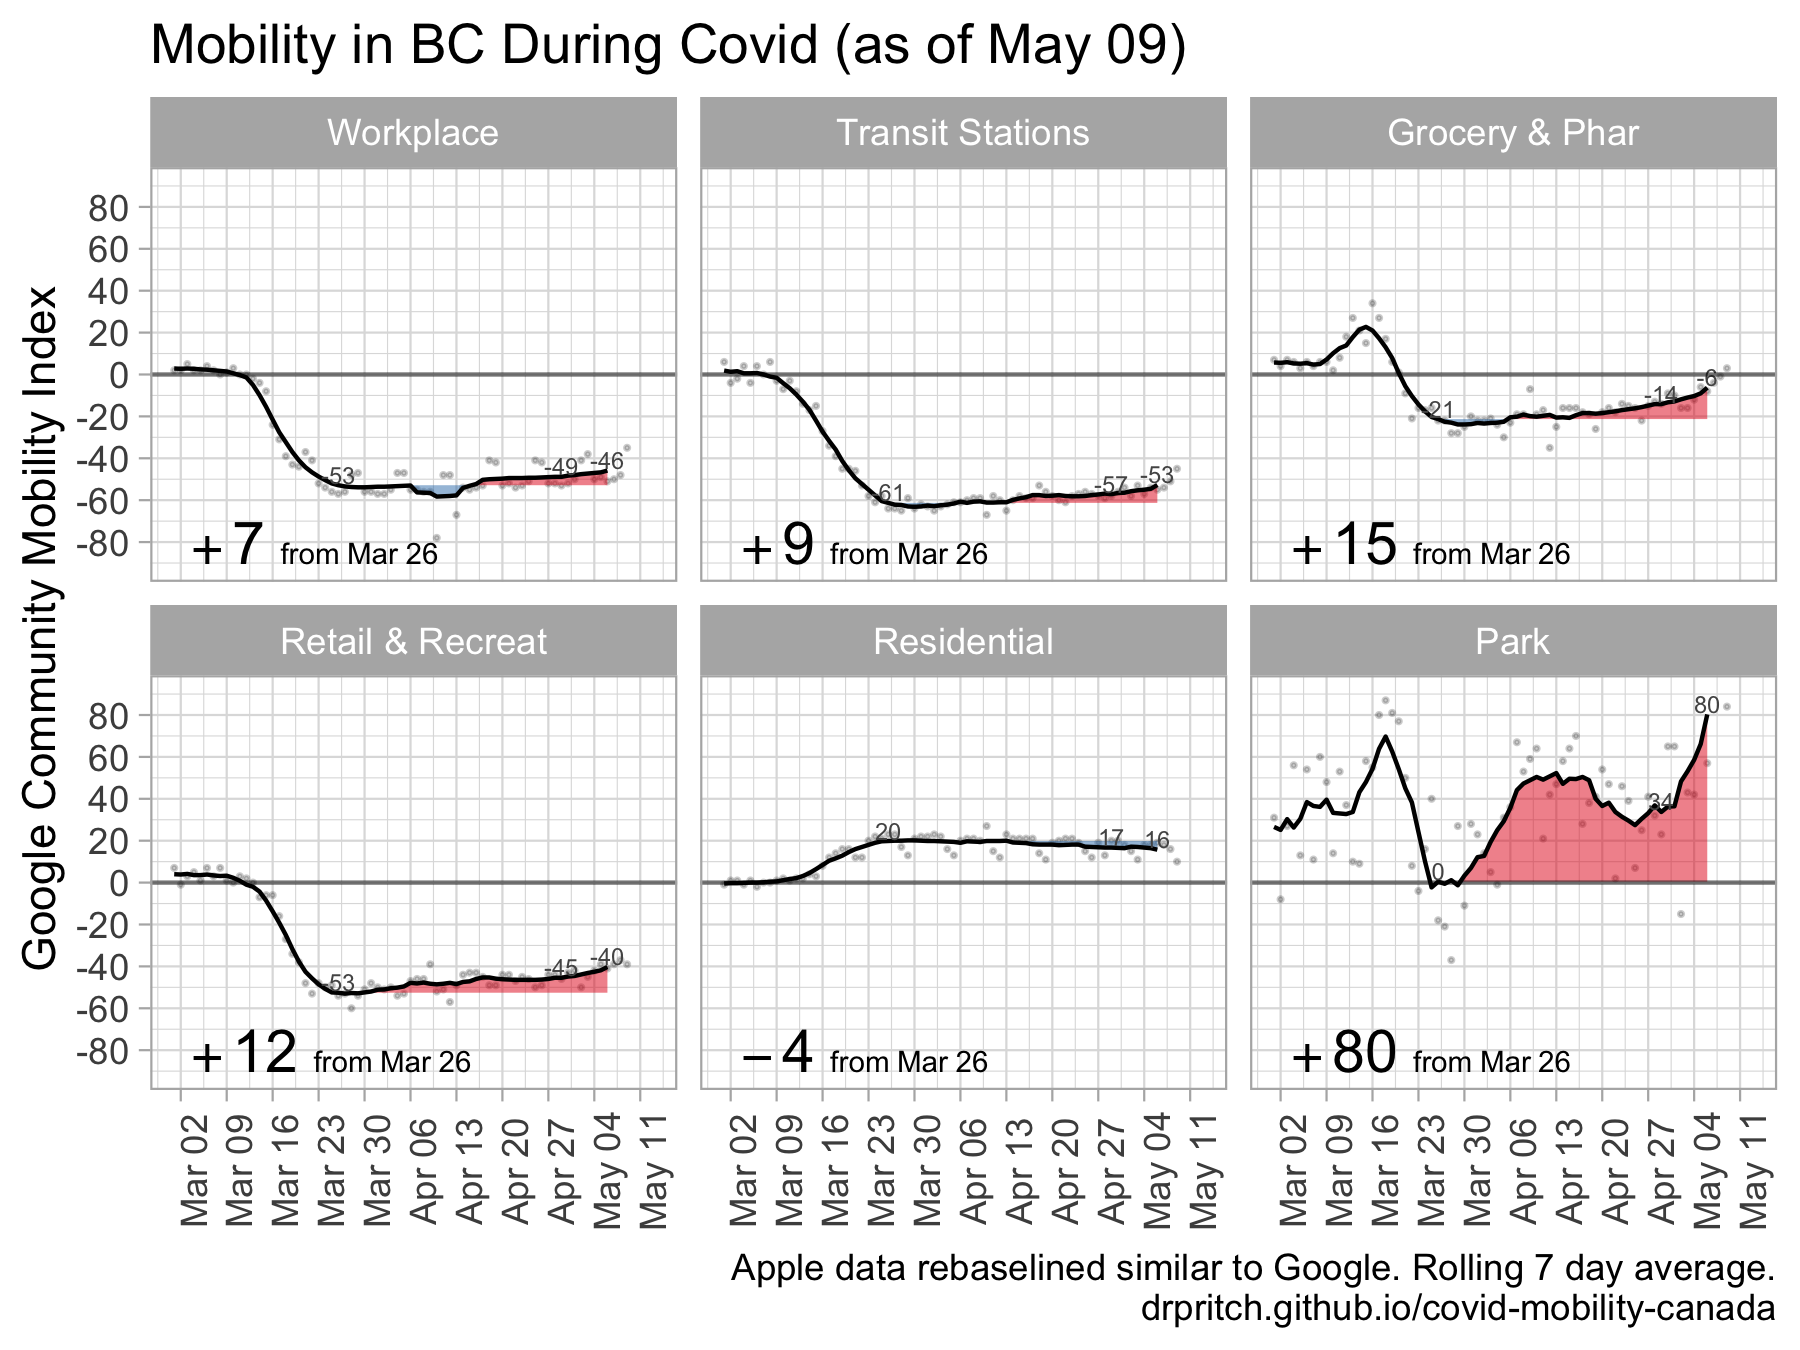 Mobility in BC During Covid (as of May 09)
Google Community Mobility Index
Workplace
Transit Stations
Grocery & Phar
80
60
40
20
0
-20
-40
-60
-80
-53
-49
-46
+7 from Mar 26
-61
-57
-53
+9 from Mar 26
-21
-14
-6
+15 from Mar 26
Retail & Recreat
Residential
Park
80
60
40
20
0
-20
-40
-60
-80
-53
-45
-40
+12 from Mar 26
20
17
16
−4 from Mar 26
0
34
80
+80 from Mar 26
Mar 02
Mar 09
Mar 16
Mar 23
Mar 30
Apr 06
Apr 13
Apr 20
Apr 27
May 04
May 11
Mar 02
Mar 09
Mar 16
Mar 23
Mar 30
Apr 06
Apr 13
Apr 20
Apr 27
May 04
May 11
Mar 02
Mar 09
Mar 16
Mar 23
Mar 30
Apr 06
Apr 13
Apr 20
Apr 27
May 04
May 11
Apple data rebaselined similar to Google. Rolling 7 day average.
drpritch.github.io/covid-mobility-canada